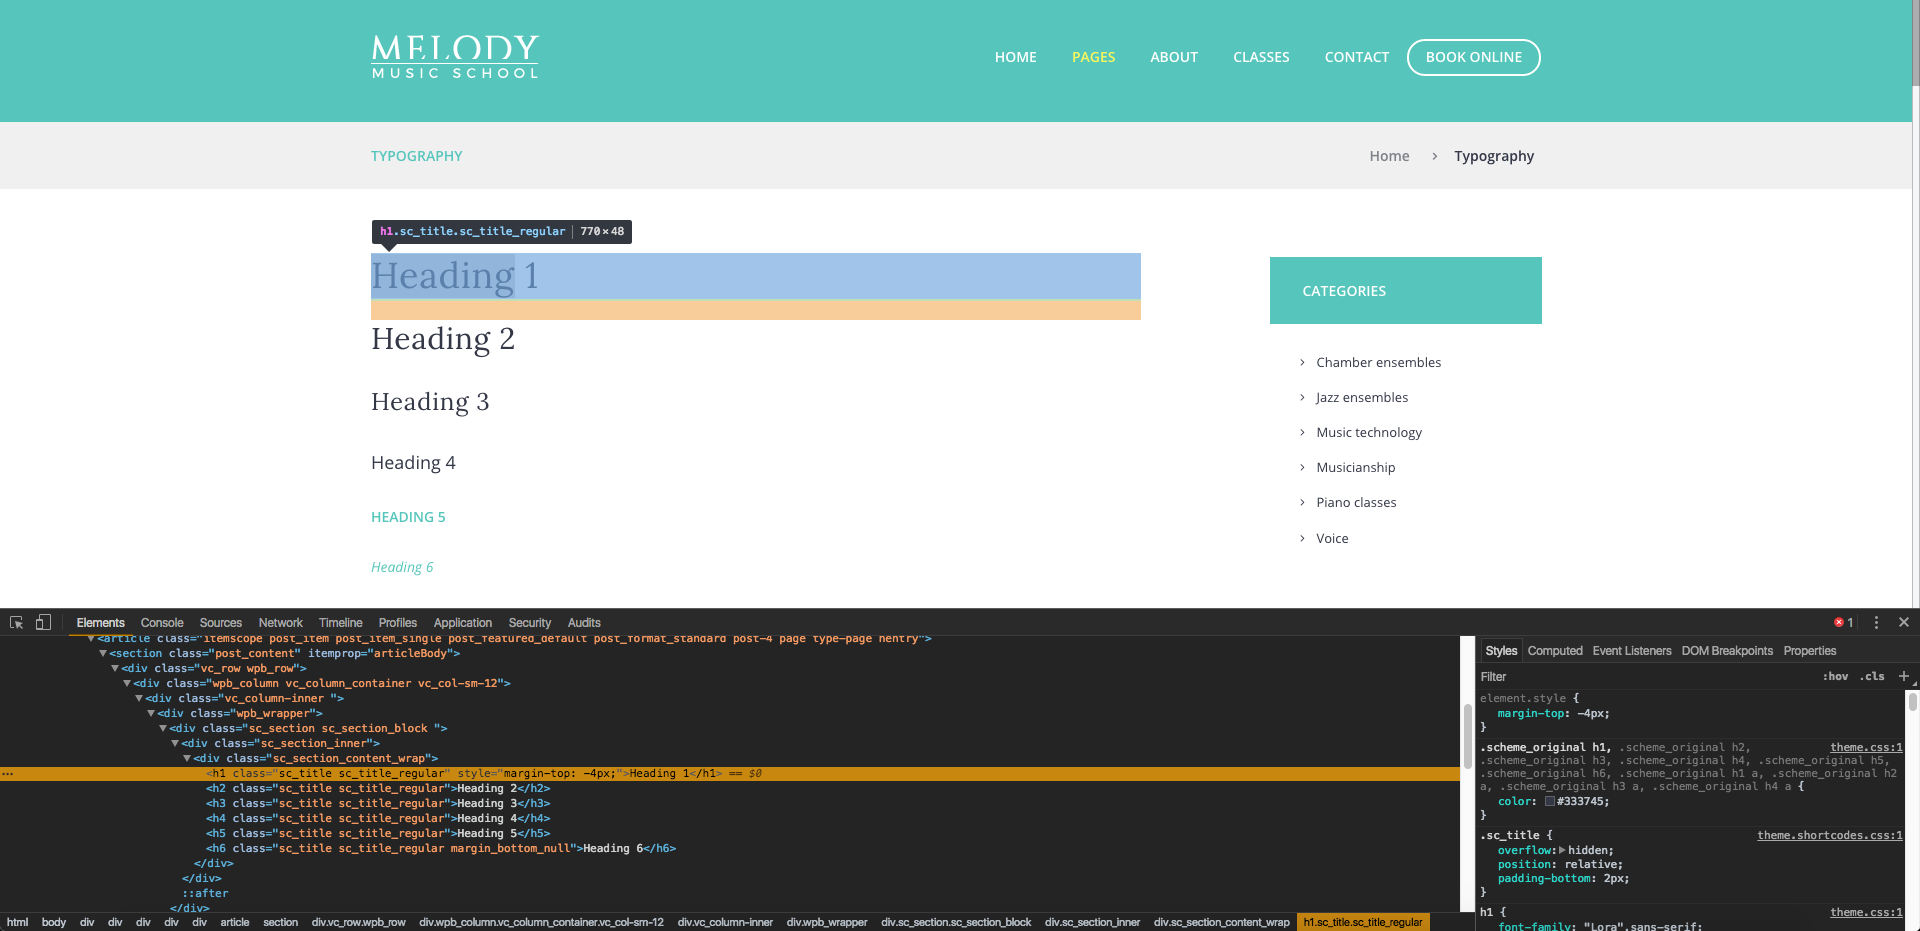 MELODY
MUSIC SCHOOL
HOME PAGES ABOUT CLASSES CONTACT BOOK ONLINE
TYPOGRAPHY
Home > Typography
h1.sc_title.sc_title_regular | 770 × 48
Heading 1
Heading 2
Heading 3
Heading 4
HEADING 5
Heading 6
CATEGORIES
Chamber ensembles
Jazz ensembles
Music technology
Musicianship
Piano classes
Voice
Elements Console Sources Network Timeline Profiles Application Security Audits
1
<article class="itemscope post_item post_item_single post_featured_default post_format_standard post-4 page type-page hentry">
<section class="post_content" itemprop="articleBody">
<div class="vc_row wpb_row">
<div class="wpb_column vc_column_container vc_col-sm-12">
<div class="vc_column-inner ">
<div class="wpb_wrapper">
<div class="sc_section sc_section_block ">
<div class="sc_section_inner">
<div class="sc_section_content_wrap">
<h1 class="sc_title sc_title_regular" style="margin-top: -4px;">Heading 1</h1> == $0
<h2 class="sc_title sc_title_regular">Heading 2</h2>
<h3 class="sc_title sc_title_regular">Heading 3</h3>
<h4 class="sc_title sc_title_regular">Heading 4</h4>
<h5 class="sc_title sc_title_regular">Heading 5</h5>
<h6 class="sc_title sc_title_regular margin_bottom_null">Heading 6</h6>
</div>
</div>
::after
</div>
html body div div div div div article section div.vc_row.wpb_row div.wpb_column.vc_column_container.vc_col-sm-12 div.vc_column-inner div.wpb_wrapper div.sc_section.sc_section_block div.sc_section_inner div.sc_section_content_wrap h1.sc_title.sc_title_regular
Styles Computed Event Listeners DOM Breakpoints Properties
Filter :hov .cls +
element.style {
margin-top: -4px;
}
.scheme_original h1, .scheme_original h2, theme.css:1
.scheme_original h3, .scheme_original h4, .scheme_original h5,
.scheme_original h6, .scheme_original h1 a, .scheme_original h2
a, .scheme_original h3 a, .scheme_original h4 a {
color: #333745;
}
.sc_title { theme.shortcodes.css:1
overflow: hidden;
position: relative;
padding-bottom: 2px;
}
h1 { theme.css:1
font-family: "Lora",sans-serif;